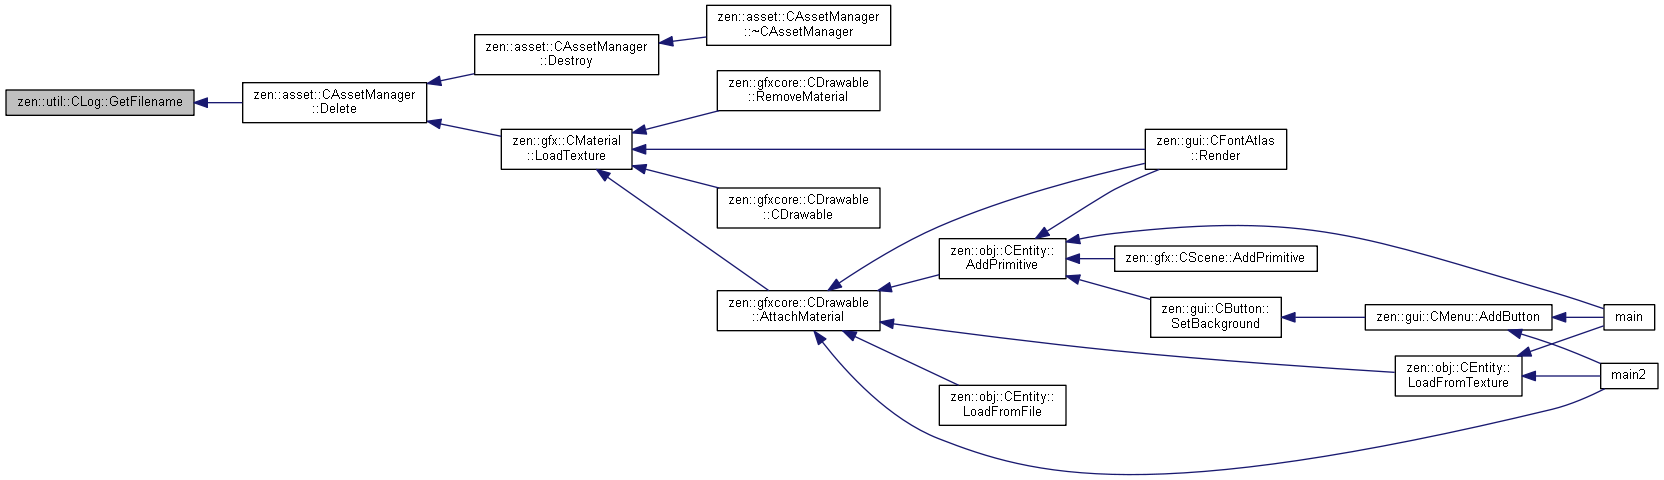 zen::util::CLog::GetFilename
zen::asset::CAssetManager
::Delete
zen::asset::CAssetManager
::Destroy
zen::asset::CAssetManager
::~CAssetManager
zen::gfx::CMaterial
::LoadTexture
zen::gfxcore::CDrawable
::RemoveMaterial
zen::gfxcore::CDrawable
::CDrawable
zen::gfxcore::CDrawable
::AttachMaterial
zen::gui::CFontAtlas
::Render
zen::obj::CEntity::
AddPrimitive
zen::gfx::CScene::AddPrimitive
zen::gui::CButton::
SetBackground
zen::gui::CMenu::AddButton
main
zen::obj::CEntity::
LoadFromTexture
main2
zen::obj::CEntity::
LoadFromFile